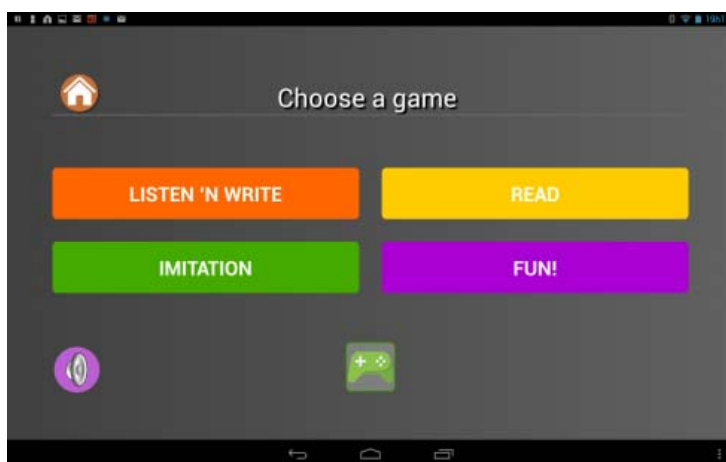 Choose a game
LISTEN 'N WRITE
READ
IMITATION
FUN!